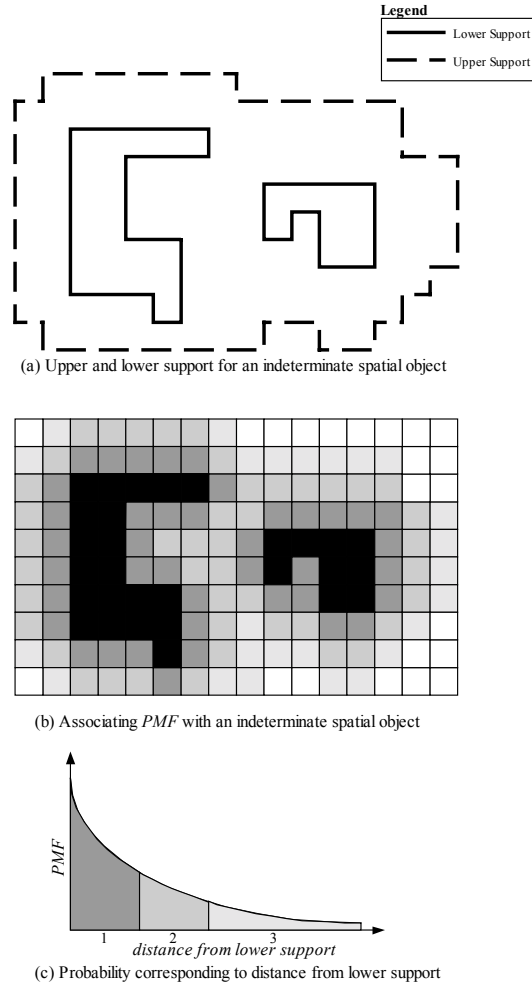 Legend
Lower Support
Upper Support
(a) Upper and lower support for an indeterminate spatial object
(b) Associating PMF with an indeterminate spatial object
PMF
1 2 3
distance from lower support
(c) Probability corresponding to distance from lower support